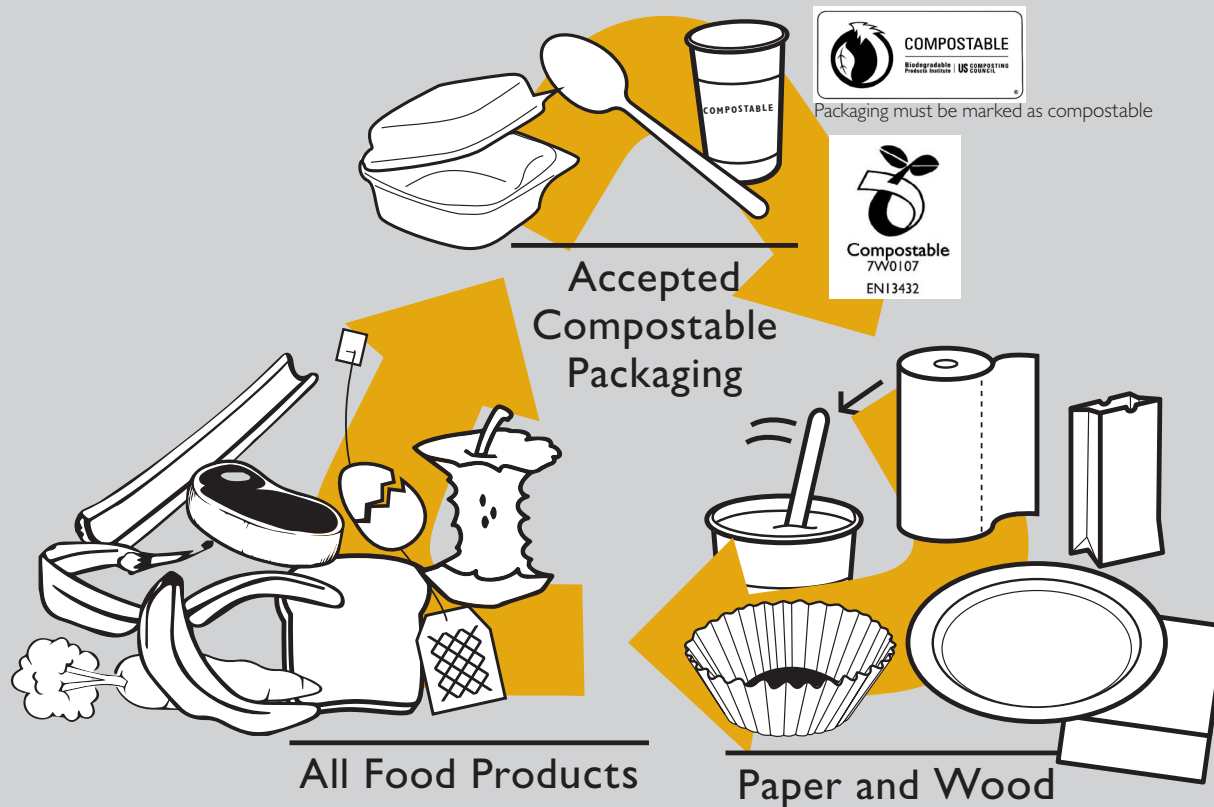 COMPOSTABLE
Biodegradable
Products Institute
US COMPOSTING
COUNCIL
®
Packaging must be marked as compostable
COMPOSTABLE
Compostable
7W0107
EN13432
Accepted
Compostable
Packaging
All Food Products
Paper and Wood